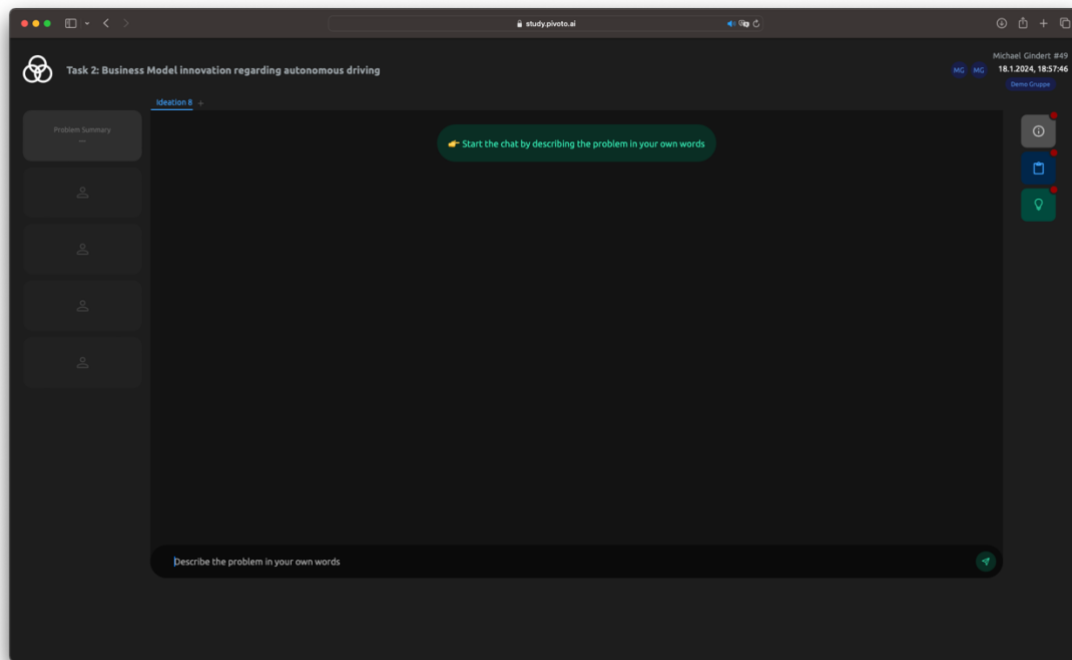 study.pivoto.ai
Task 2: Business Model innovation regarding autonomous driving
MG MG
Michael Gindert #49
18.1.2024, 18:57:46
Demo Gruppe
Ideation 8 +
Problem Summary
—
👉 Start the chat by describing the problem in your own words
Describe the problem in your own words